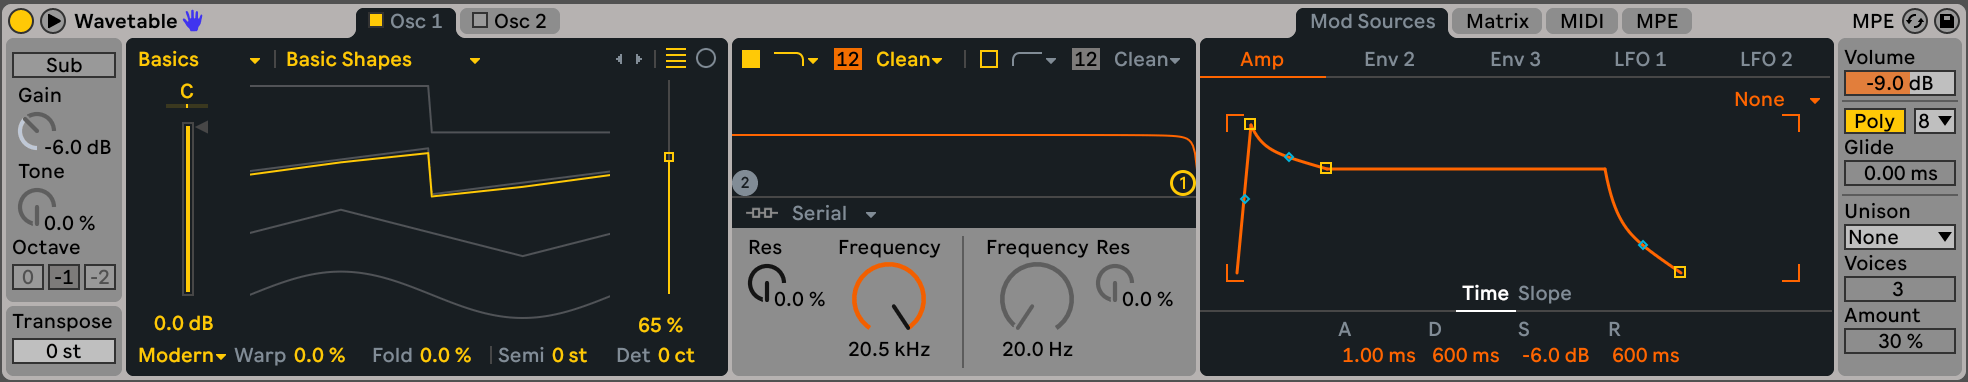 Wavetable
Osc 1
Osc 2
Mod Sources
Matrix
MIDI
MPE
MPE
Sub
Gain
-6.0 dB
Tone
0.0 %
Octave
0 -1 -2
Transpose
0 st
Basics
Basic Shapes
C
0.0 dB
65 %
Modern Warp 0.0 % Fold 0.0 % Semi 0 st Det 0 ct
12 Clean
12 Clean
2
1
Serial
Res
0.0 %
Frequency
20.5 kHz
Frequency
20.0 Hz
Res
0.0 %
Amp Env 2 Env 3 LFO 1 LFO 2
None
Time Slope
A D S R
1.00 ms 600 ms -6.0 dB 600 ms
Volume
-9.0 dB
Poly 8
Glide
0.00 ms
Unison
None
Voices
3
Amount
30 %